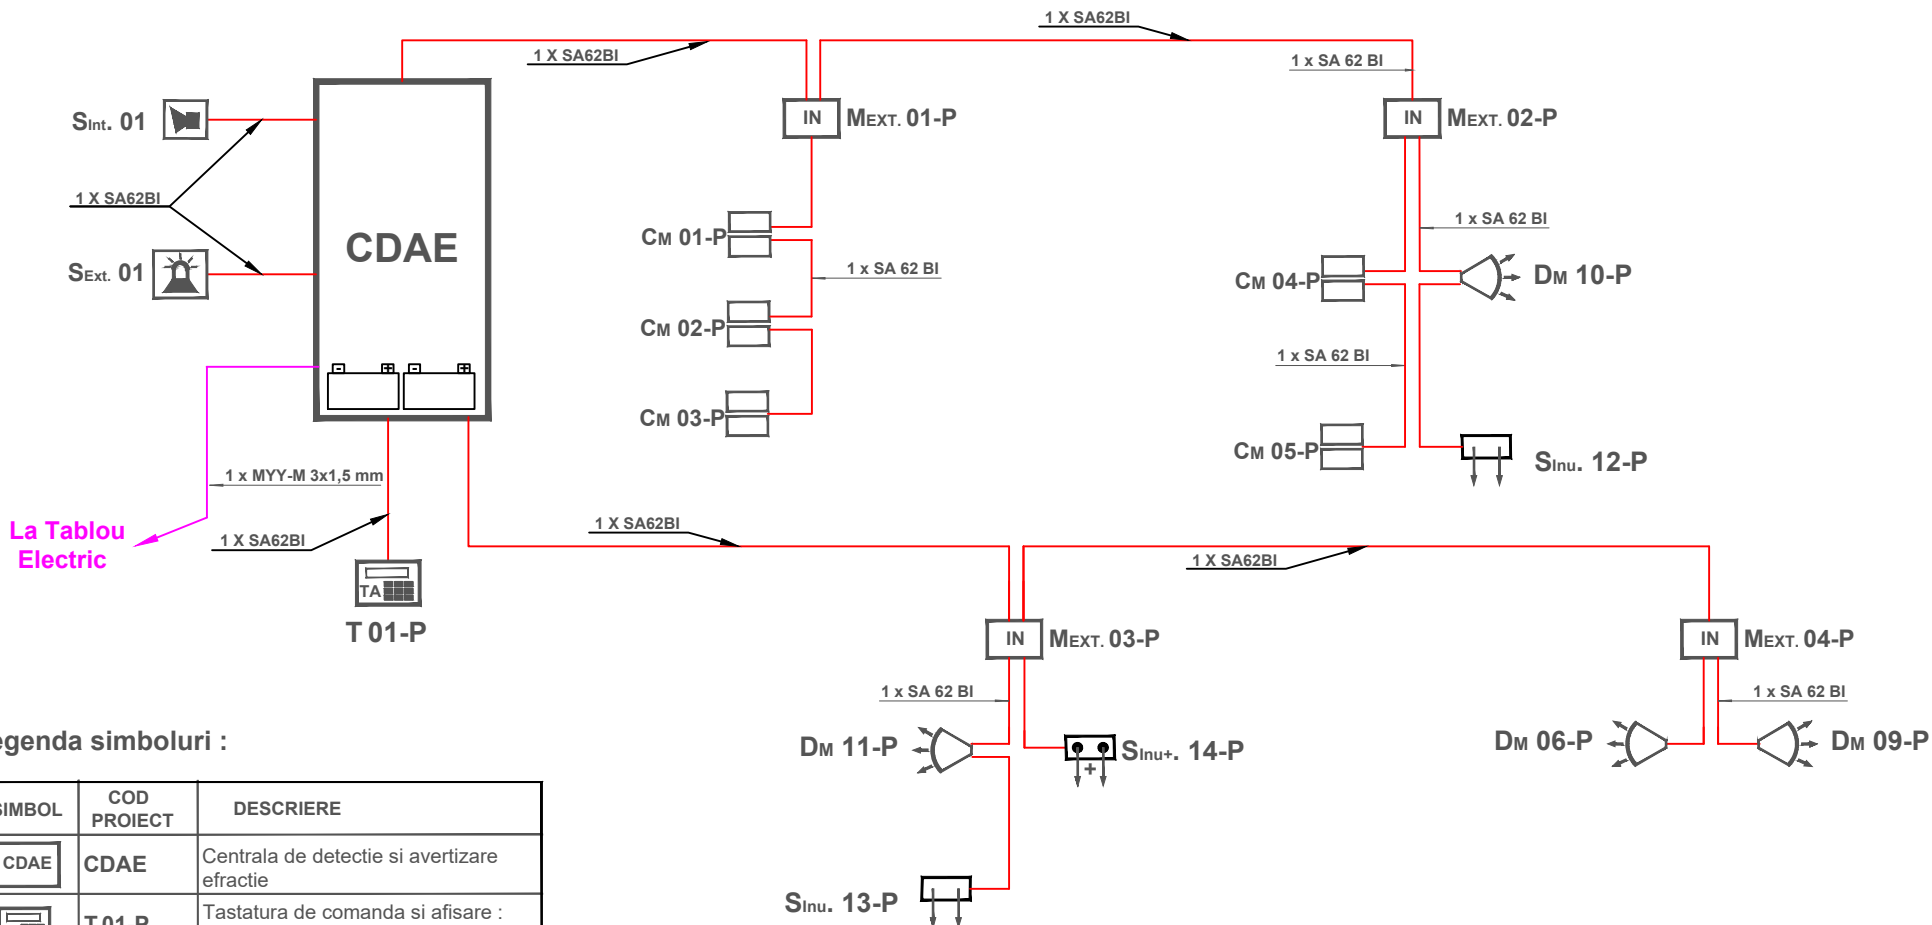 1 X SA62BI
1 X SA62BI
1 x SA 62 BI
SInt. 01
IN
MEXT. 01-P
IN
MEXT. 02-P
1 X SA62BI
CDAE
SExt. 01
CM 01-P
1 x SA 62 BI
1 x SA 62 BI
CM 04-P
DM 10-P
CM 02-P
1 x SA 62 BI
- + - +
CM 03-P
CM 05-P
SInu. 12-P
1 x MYY-M 3x1,5 mm
La Tablou
Electric
1 X SA62BI
1 X SA62BI
1 X SA62BI
TA
T 01-P
IN
MEXT. 03-P
IN
MEXT. 04-P
1 x SA 62 BI
1 x SA 62 BI
DM 11-P
+
SInu+. 14-P
DM 06-P
DM 09-P
SInu. 13-P
egenda simboluri :
SIMBOL
COD
PROIECT
DESCRIERE
CDAE
CDAE
Centrala de detectie si avertizare
efractie
T 01-P
Tastatura de comanda si afisare :